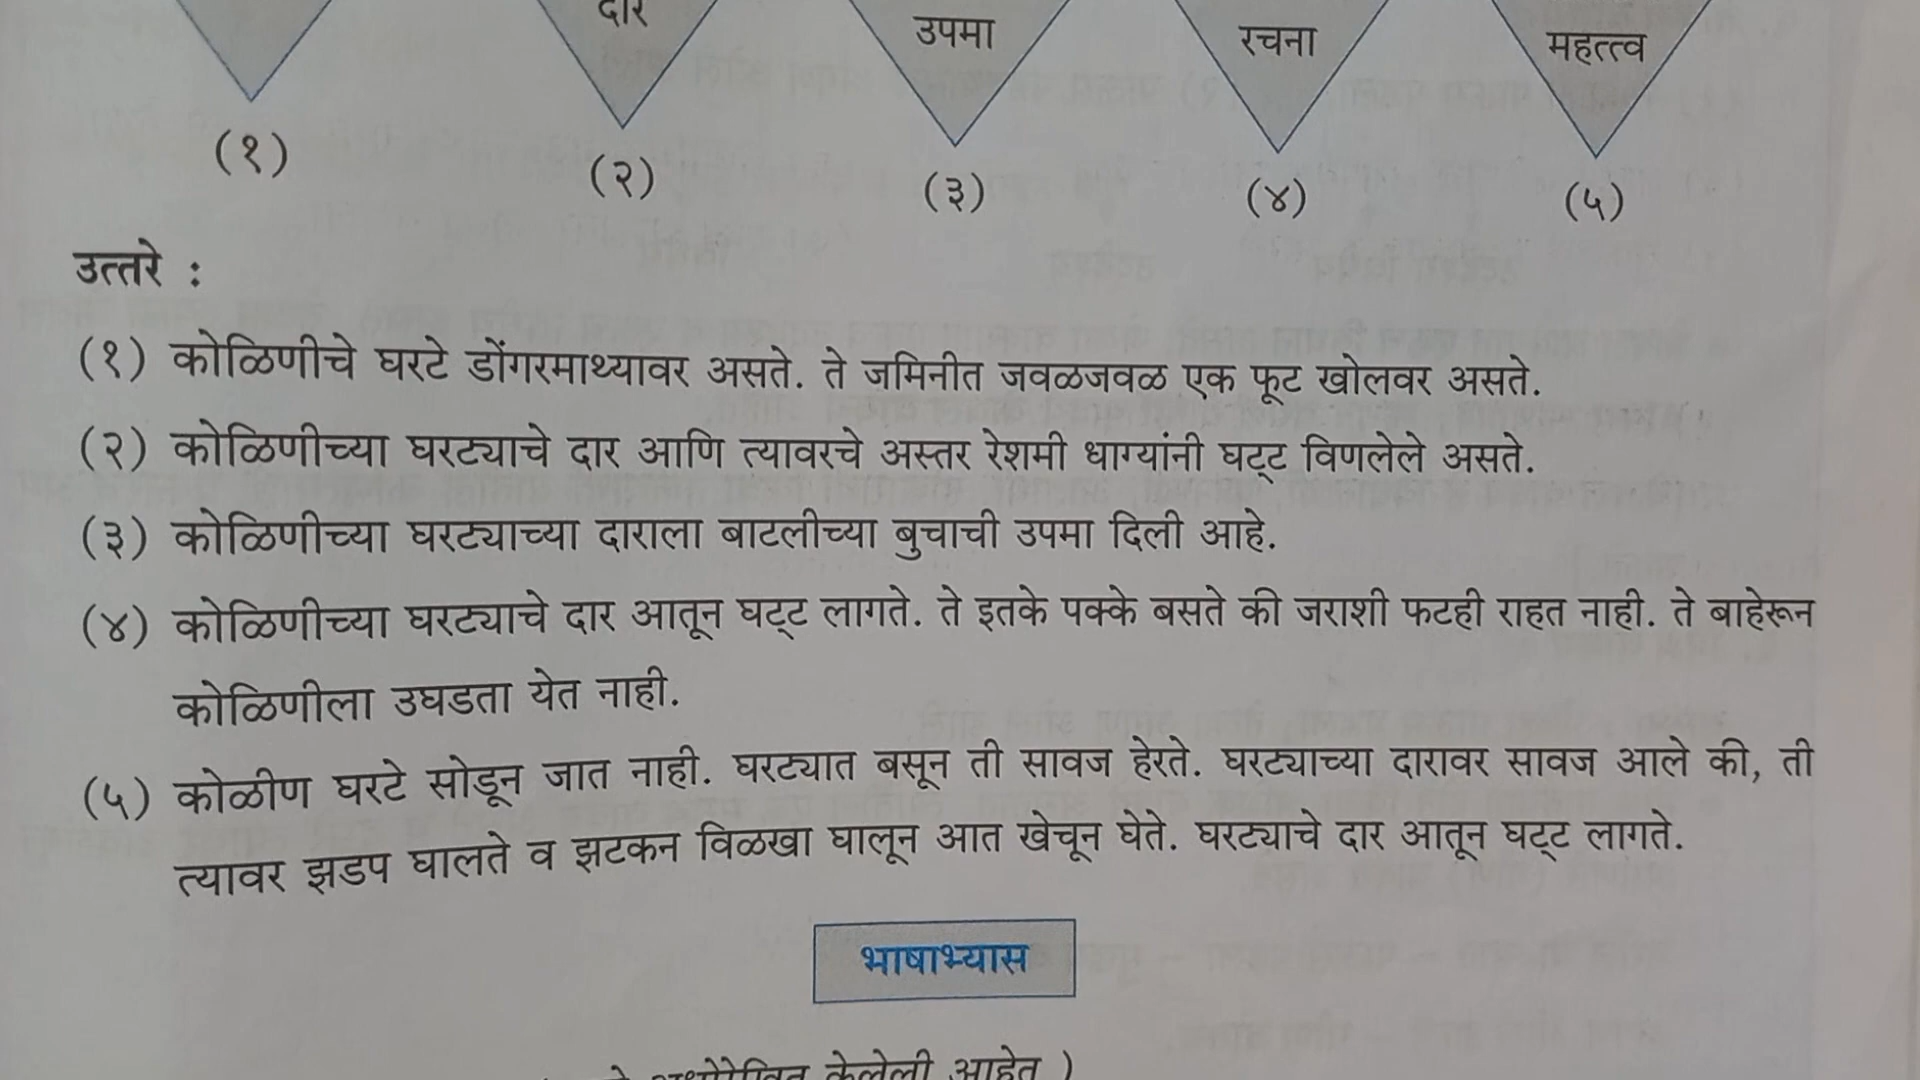 दार
उपमा
रचना
महत्त्व
(१)
(२)
(३)
(४)
(५)
उत्तरे :
(१) कोळिणीचे घरटे डोंगरमाथ्यावर असते. ते जमिनीत जवळजवळ एक फूट खोलवर असते.
(२) कोळिणीच्या घरट्याचे दार आणि त्यावरचे अस्तर रेशमी धाग्यांनी घट्ट विणलेले असते.
(३) कोळिणीच्या घरट्याच्या दाराला बाटलीच्या बुचाची उपमा दिली आहे.
(४) कोळिणीच्या घरट्याचे दार आतून घट्ट लागते. ते इतके पक्के बसते की जराशी फटही राहत नाही. ते बाहेरून
कोळिणीला उघडता येत नाही.
(५) कोळीण घरटे सोडून जात नाही. घरट्यात बसून ती सावज हेरते. घरट्याच्या दारावर सावज आले की, ती
त्यावर झडप घालते व झटकन विळखा घालून आत खेचून घेते. घरट्याचे दार आतून घट्ट लागते.
भाषाभ्यास
केलेली आहेत )